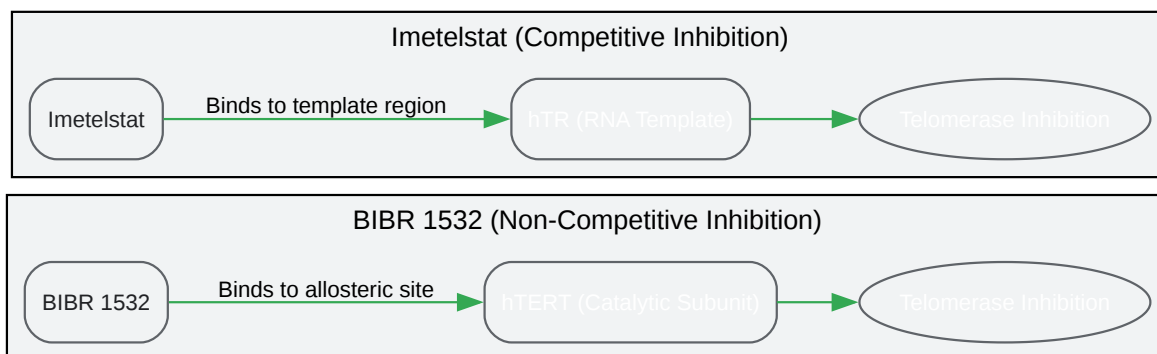 Imetelstat (Competitive Inhibition)
Imetelstat
Binds to template region
hTR (RNA Template)
Telomerase Inhibition
BIBR 1532 (Non-Competitive Inhibition)
BIBR 1532
Binds to allosteric site
hTERT (Catalytic Subunit)
Telomerase Inhibition